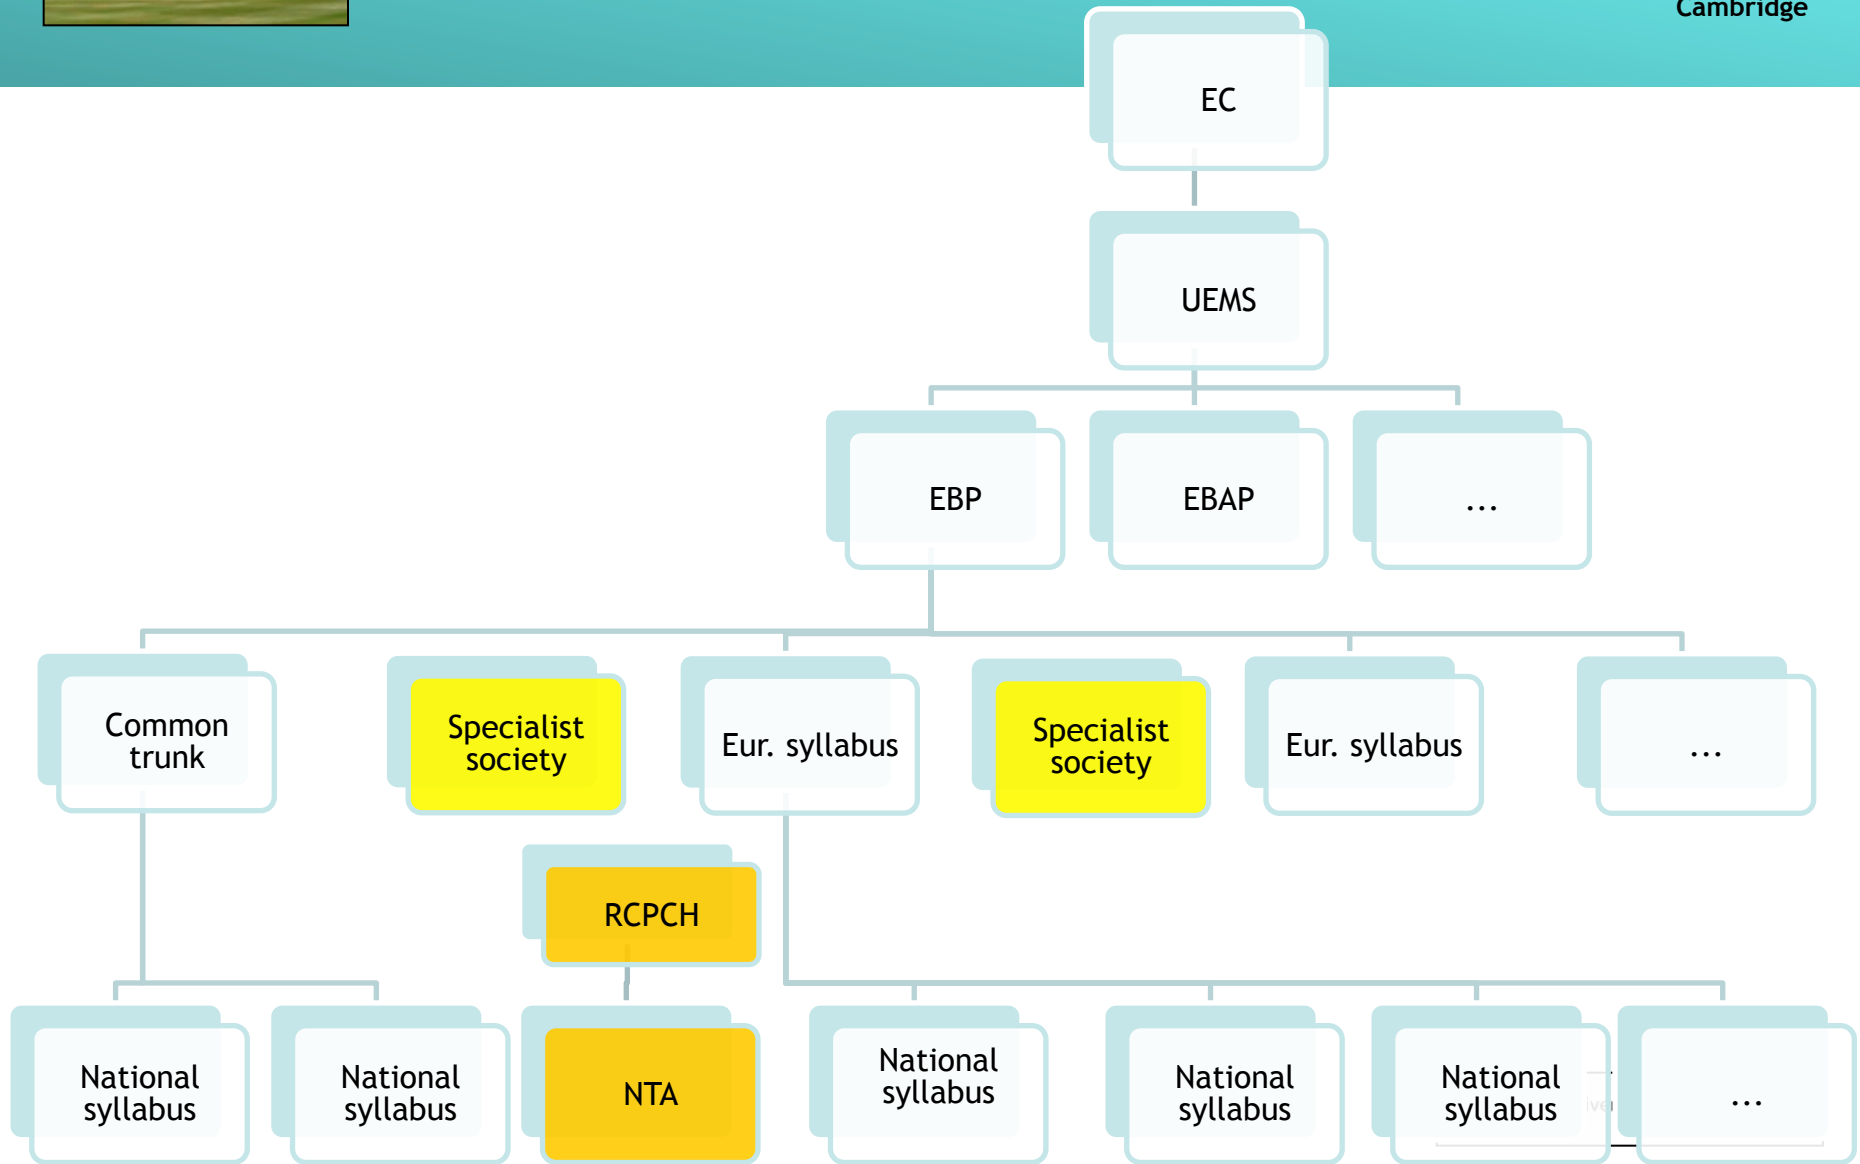 Cambridge
EC
UEMS
EBP
EBAP
...
Common
trunk
Specialist
society
Eur. syllabus
Specialist
society
Eur. syllabus
...
RCPCH
National
syllabus
National
syllabus
NTA
National
syllabus
National
syllabus
National
syllabus
...